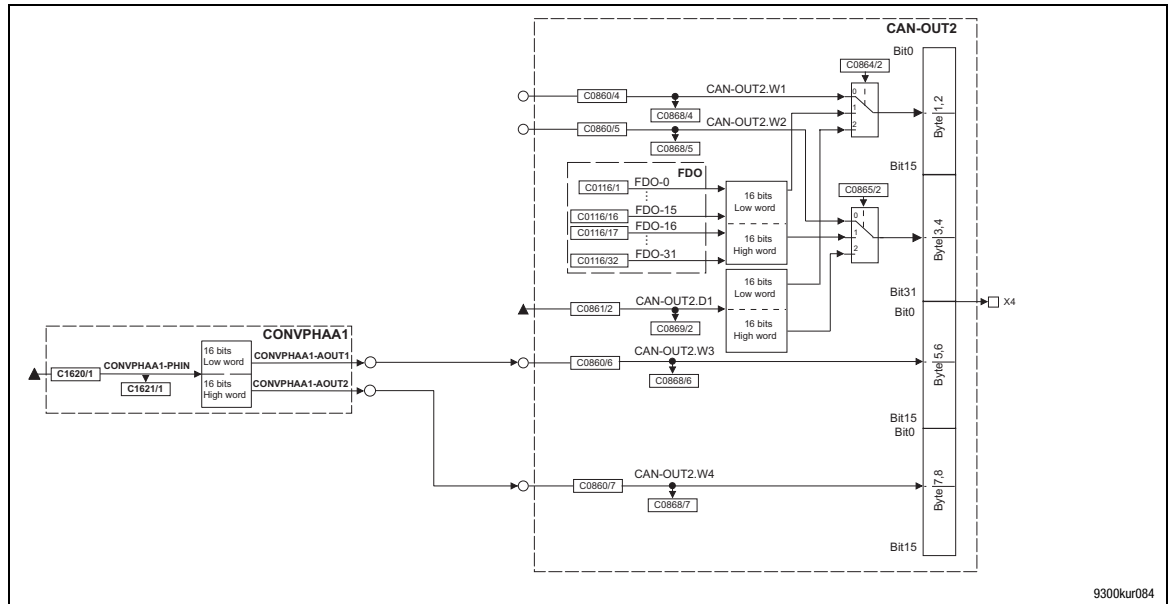 CAN-OUT2
Bit0
C0864/2
C0860/4
CAN-OUT2.W1
0
1
2
C0868/4
Byte 1,2
C0860/5
CAN-OUT2.W2
C0868/5
Bit15
FDO
C0116/1
FDO-0
C0116/16
FDO-15
C0116/17
FDO-16
C0116/32
FDO-31
16 bits
Low word
16 bits
High word
C0865/2
0
1
2
Byte 3,4
Bit31
C0861/2
CAN-OUT2.D1
C0869/2
16 bits
Low word
16 bits
High word
Bit0
X4
CONVPHAA1
C1620/1
CONVPHAA1-PHIN
C1621/1
16 bits
Low word
16 bits
High word
CONVPHAA1-AOUT1
CONVPHAA1-AOUT2
C0860/6
CAN-OUT2.W3
C0868/6
Byte 5,6
Bit15
Bit0
C0860/7
CAN-OUT2.W4
C0868/7
Byte 7,8
Bit15
9300kur084